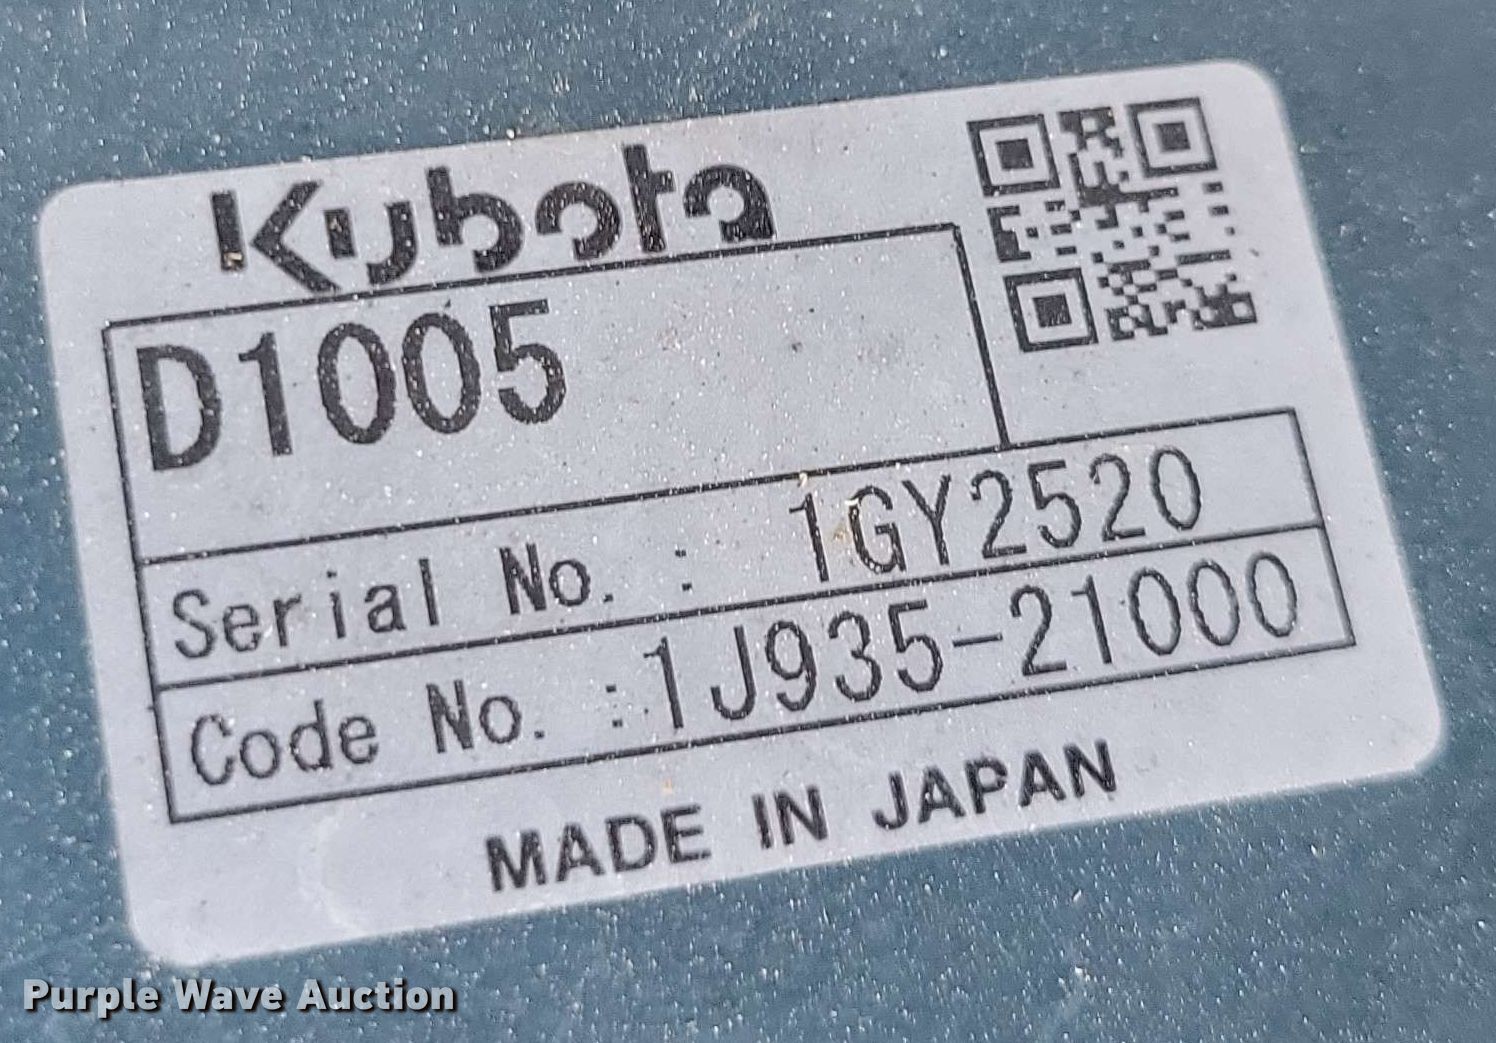 Kubota
D1005
Serial No. : 1GY2520
Code No. :1J935-21000
MADE IN JAPAN
Purple Wave Auction